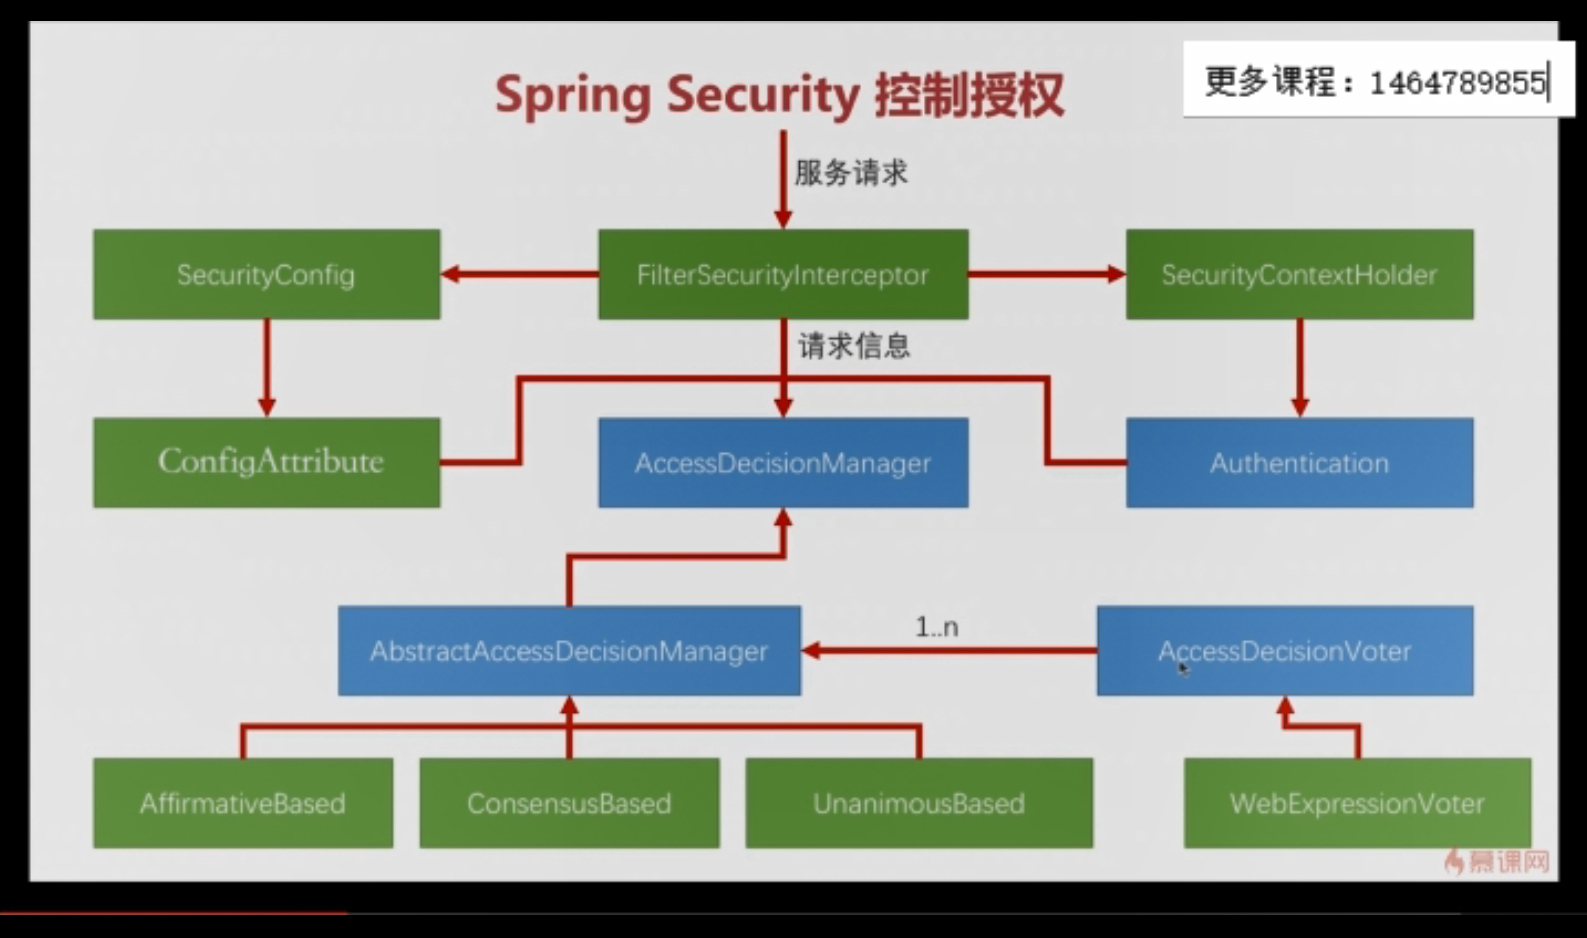 Spring Security 控制授权
更多课程：1464789855
服务请求
SecurityConfig
FilterSecurityInterceptor
SecurityContextHolder
请求信息
ConfigAttribute
AccessDecisionManager
Authentication
AbstractAccessDecisionManager
1..n
AccessDecisionVoter
AffirmativeBased
ConsensusBased
UnanimousBased
WebExpressionVoter
慕课网